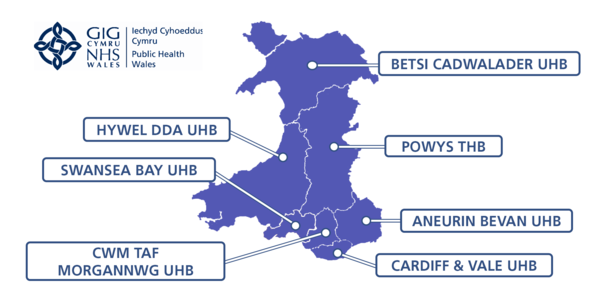 GIG
CYMRU
NHS
WALES
Iechyd Cyhoeddus
Cymru
Public Health
Wales
BETSI CADWALADER UHB
HYWEL DDA UHB
POWYS THB
SWANSEA BAY UHB
ANEURIN BEVAN UHB
CWM TAF
MORGANNWG UHB
CARDIFF & VALE UHB